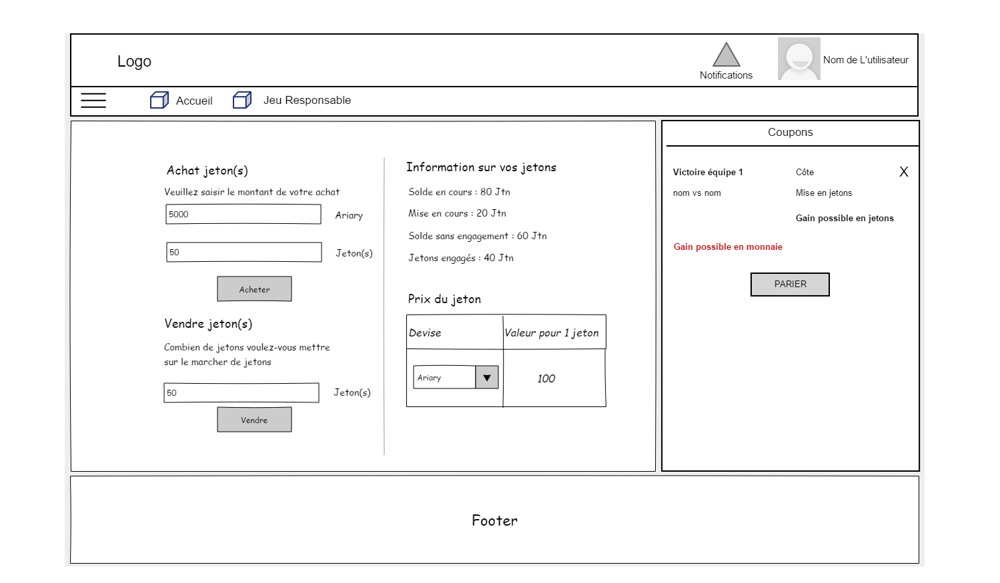 Logo
Notifications
Nom de L'utilisateur
Accueil
Jeu Responsable
Achat jeton(s)
Veuillez saisir le montant de votre achat
5000
Ariary
50
Jeton(s)
Acheter
Vendre jeton(s)
Combien de jetons voulez-vous mettre
sur le marcher de jetons
50
Jeton(s)
Vendre
Information sur vos jetons
Solde en cours : 80 Jtn
Mise en cours : 20 Jtn
Solde sans engagement : 60 Jtn
Jetons engagés : 40 Jtn
Prix du jeton
Devise
Valeur pour 1 jeton
Ariary
100
Coupons
Victoire équipe 1
Côte
X
nom vs nom
Mise en jetons
Gain possible en jetons
Gain possible en monnaie
PARIER
Footer